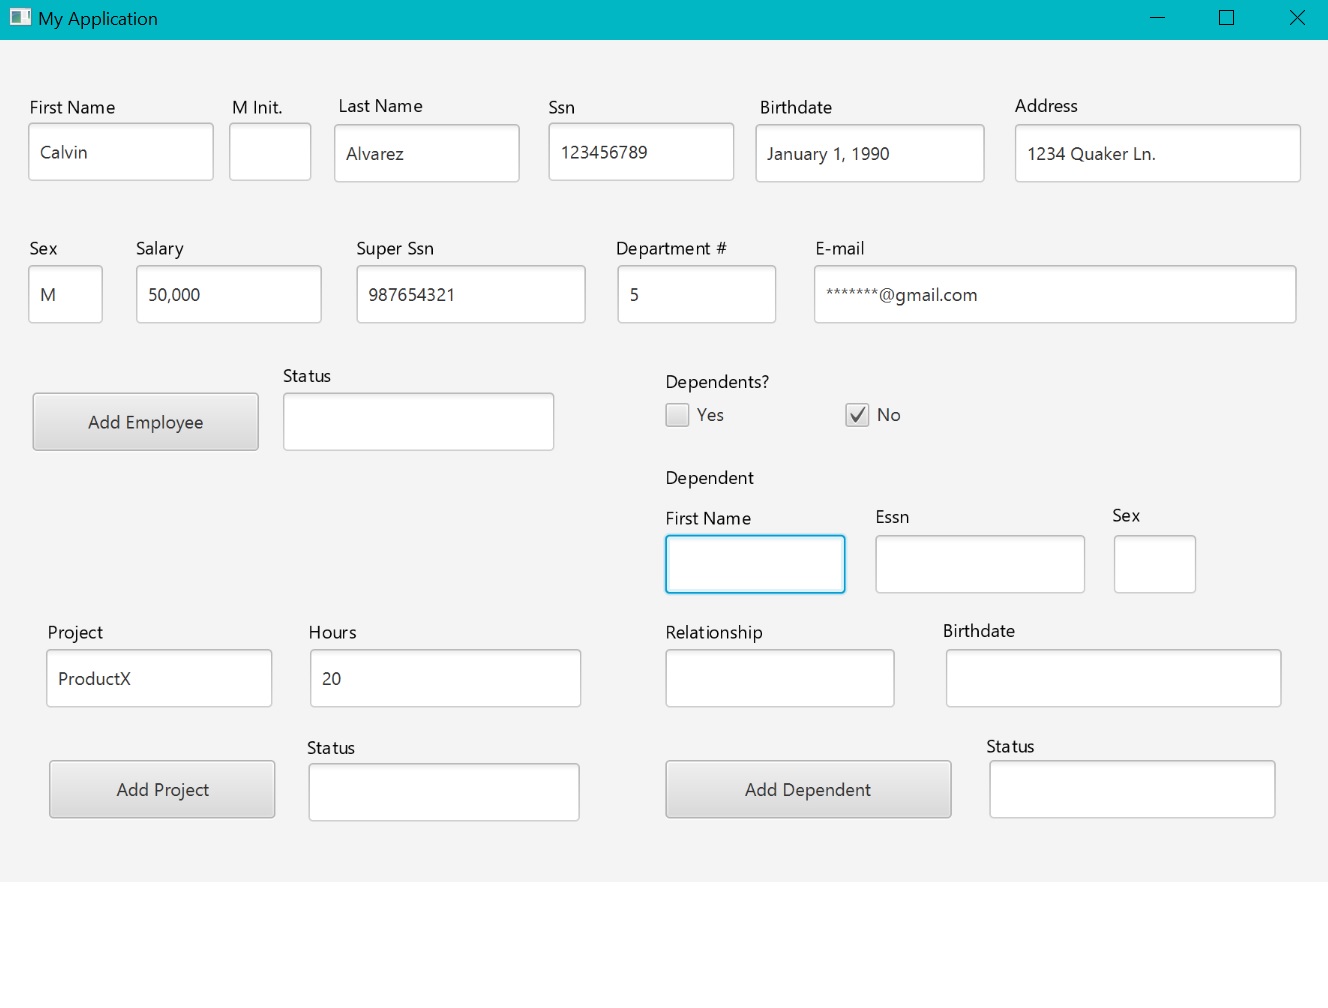 My Application
First Name M Init. Last Name Ssn Birthdate Address
Calvin Alvarez 123456789 January 1, 1990 1234 Quaker Ln.
Sex Salary Super Ssn Department # E-mail
M 50,000 987654321 5 *******@gmail.com
Status Dependents?
Add Employee Yes No
Dependent
First Name Essn Sex
Project Hours Relationship Birthdate
ProductX 20
Status Status
Add Project Add Dependent